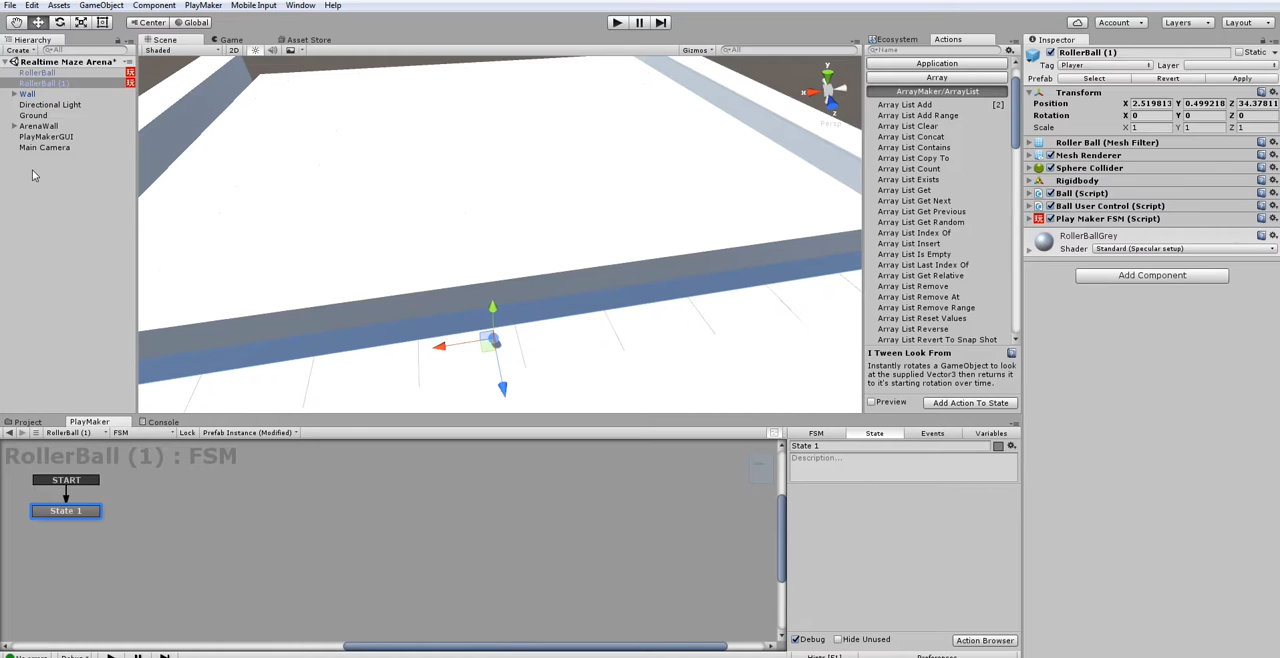 File Edit Assets GameObject Component PlayMaker Mobile Input Window Help
Center Global Account Layers Layout
Hierarchy Scene Game Asset Store Ecosystem Actions Inspector
Create All Shaded 2D Gizmos All Name
Realtime Maze Arena*
RollerBall
RollerBall (1)
Wall
Directional Light
Ground
ArenaWall
PlayMakerGUI
Main Camera
y
x
z
Persp
Application
Array
ArrayMaker/ArrayList
Array List Add [2]
Array List Add Range
Array List Clear
Array List Concat
Array List Contains
Array List Copy To
Array List Count
Array List Exists
Array List Get
Array List Get Next
Array List Get Previous
Array List Get Random
Array List Index Of
Array List Insert
Array List Is Empty
Array List Last Index Of
Array List Get Relative
Array List Remove
Array List Remove At
Array List Remove Range
Array List Reset Values
Array List Reverse
Array List Revert To Snap Shot
I Tween Look From
Instantly rotates a GameObject to look
at the supplied Vector3 then returns it
to it's starting rotation over time.
Preview Add Action To State
RollerBall (1) Static
Tag Player Layer
Prefab Select Revert Apply
Transform
Position X 2.519813 Y 0.499218 Z 34.37811
Rotation X 0 Y 0 Z 0
Scale X 1 Y 1 Z 1
Roller Ball (Mesh Filter)
Mesh Renderer
Sphere Collider
Rigidbody
Ball (Script)
Ball User Control (Script)
Play Maker FSM (Script)
RollerBallGrey
Shader Standard (Specular setup)
Add Component
Project PlayMaker Console
RollerBall (1) FSM Lock Prefab Instance (Modified)
RollerBall (1) : FSM
START
State 1
FSM State Events Variables
State 1
Description...
Debug Hide Unused Action Browser
Debug Hints [F1] Preferences